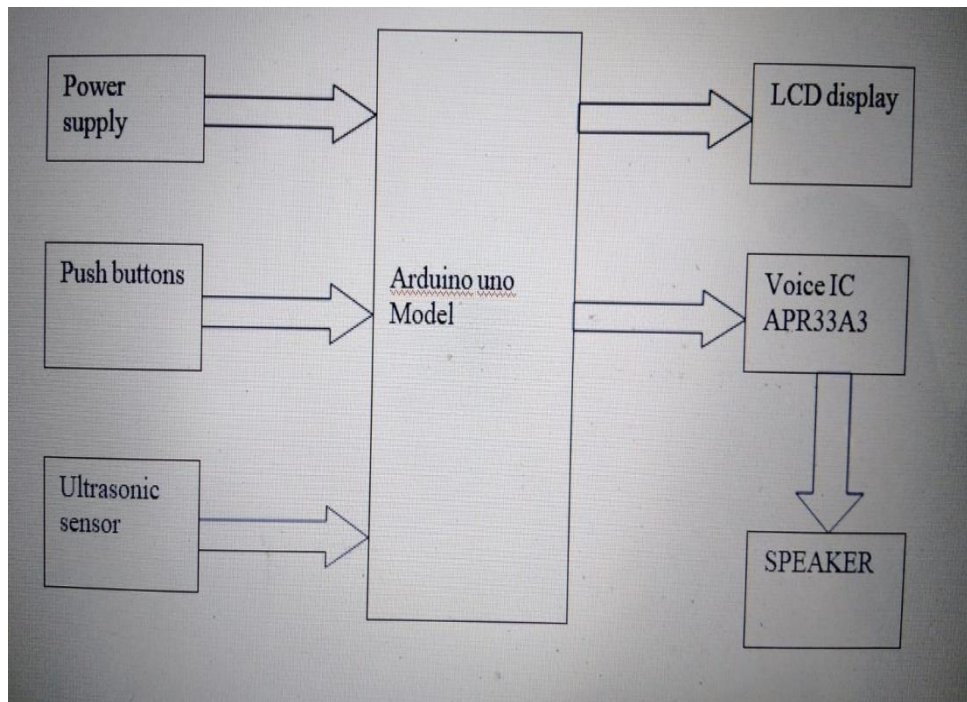 Power
supply
LCD display
Push buttons
Arduino uno
Model
Voice IC
APR33A3
Ultrasonic
sensor
SPEAKER